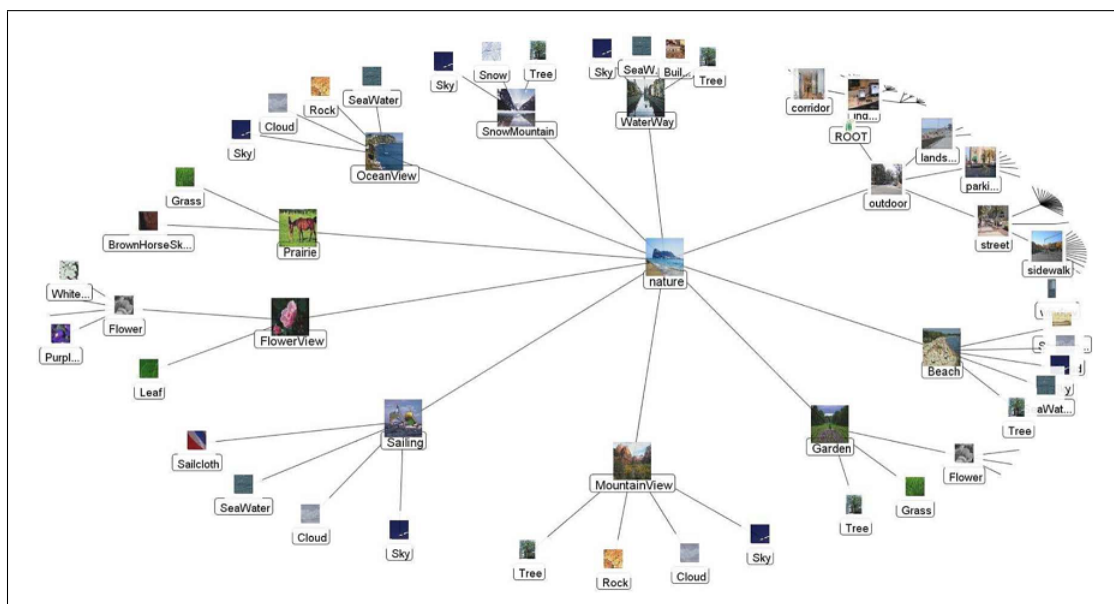 Sky
Snow
Tree
SnowMountain
Sky
SeaW...
Buil...
Tree
WaterWay
corridor
ROOT
lands...
outdoor
parki...
street
sidewalk
SeaWater
Rock
Cloud
Sky
OceanView
Grass
BrownHorseSk...
Prairie
nature
White...
Flower
Purpl...
FlowerView
Leaf
Beach
Tree
Sailing
Sailcloth
SeaWater
Cloud
Sky
MountainView
Tree
Rock
Cloud
Sky
Garden
Flower
Grass
Tree